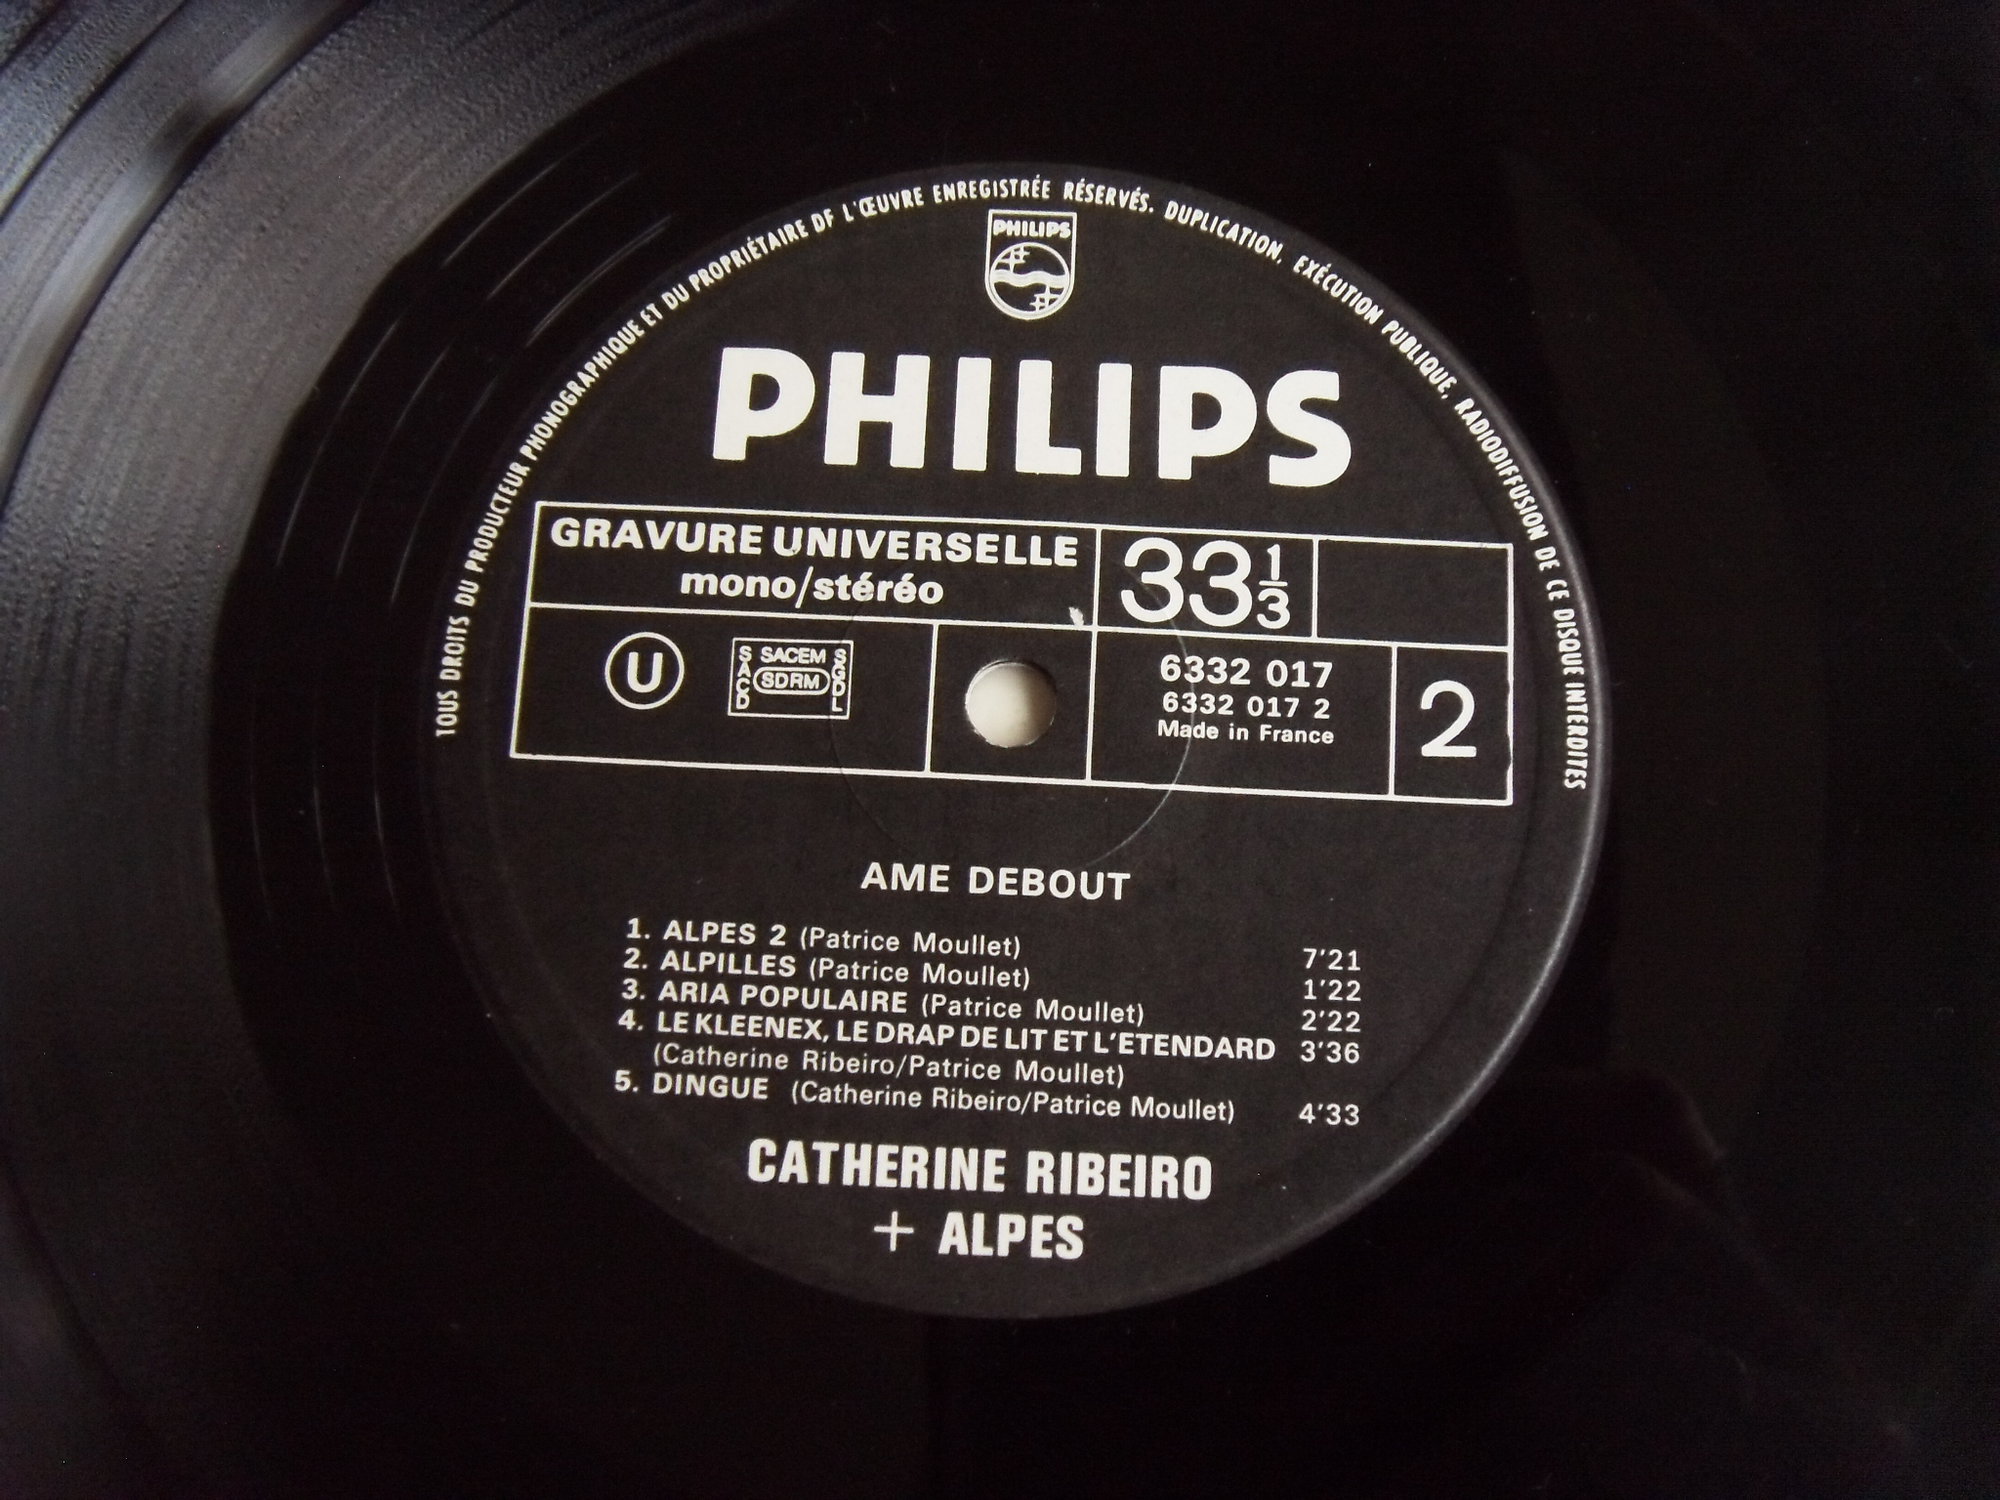 TOUS DROITS DU PRODUCTEUR PHONOGRAPHIQUE ET DU PROPRIÉTAIRE DF L'ŒUVRE ENREGISTRÉE RÉSERVÉS. DUPLICATION, EXÉCUTION PUBLIQUE, RADIODIFFUSION DE CE DISQUE INTERDITES
PHILIPS
PHILIPS
GRAVURE UNIVERSELLE
mono/stéréo
33 1/3
U
SACD
SACEM
SDRM
SGDL
6332 017
6332 017 2
Made in France
2
AME DEBOUT
1. ALPES 2 (Patrice Moullet) 7'21
2. ALPILLES (Patrice Moullet) 1'22
3. ARIA POPULAIRE (Patrice Moullet) 2'22
4. LE KLEENEX, LE DRAP DE LIT ET L'ETENDARD 3'36
(Catherine Ribeiro/Patrice Moullet)
5. DINGUE (Catherine Ribeiro/Patrice Moullet) 4'33
CATHERINE RIBEIRO
+ ALPES